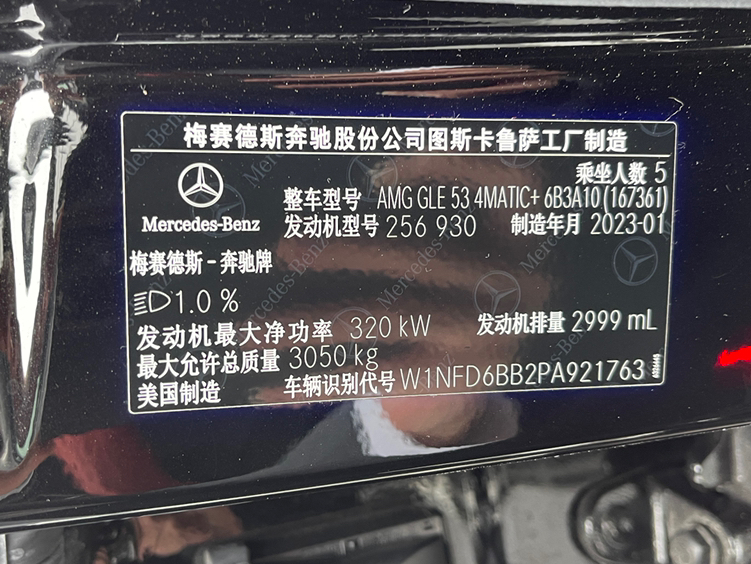 梅赛德斯奔驰股份公司图斯卡鲁萨工厂制造
乘坐人数 5
Mercedes-Benz
整车型号 AMG GLE 53 4MATIC+ 6B3A10(167361)
发动机型号 256 930 制造年月 2023-01
梅赛德斯-奔驰牌
1.0 %
发动机最大净功率 320 kW 发动机排量 2999 mL
最大允许总质量 3050 kg
美国制造 车辆识别代号 W1NFD6BB2PA921763